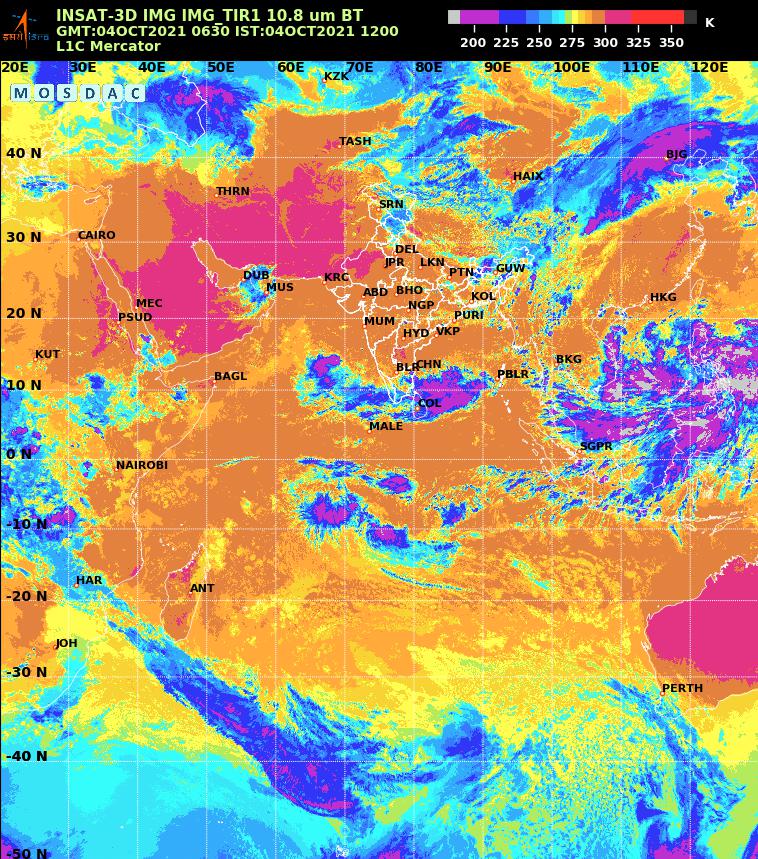 INSAT-3D IMG IMG_TIR1 10.8 um BT
GMT:04OCT2021 0630 IST:04OCT2021 1200
L1C Mercator
K
200 225 250 275 300 325 350
20E 30E 40E 50E 60E 70E 80E 90E 100E 110E 120E
KZK
MOSDAC
TASH
40 N
BJG
HAIX
THRN
SRN
30 N
CAIRO
DEL
JPR LKN
PTN GUW
DUB KRC
MUS ABD BHO
MEC NGP KOL HKG
20 N PSUD PURI
MUM
HYD VKP
KUT BKG
BLR CHN
BAGL PBLR
10 N
COL
MALE
SGPR
0 N
NAIROBI
-10 N
HAR
ANT
-20 N
JOH
-30 N
PERTH
-40 N
-50 N